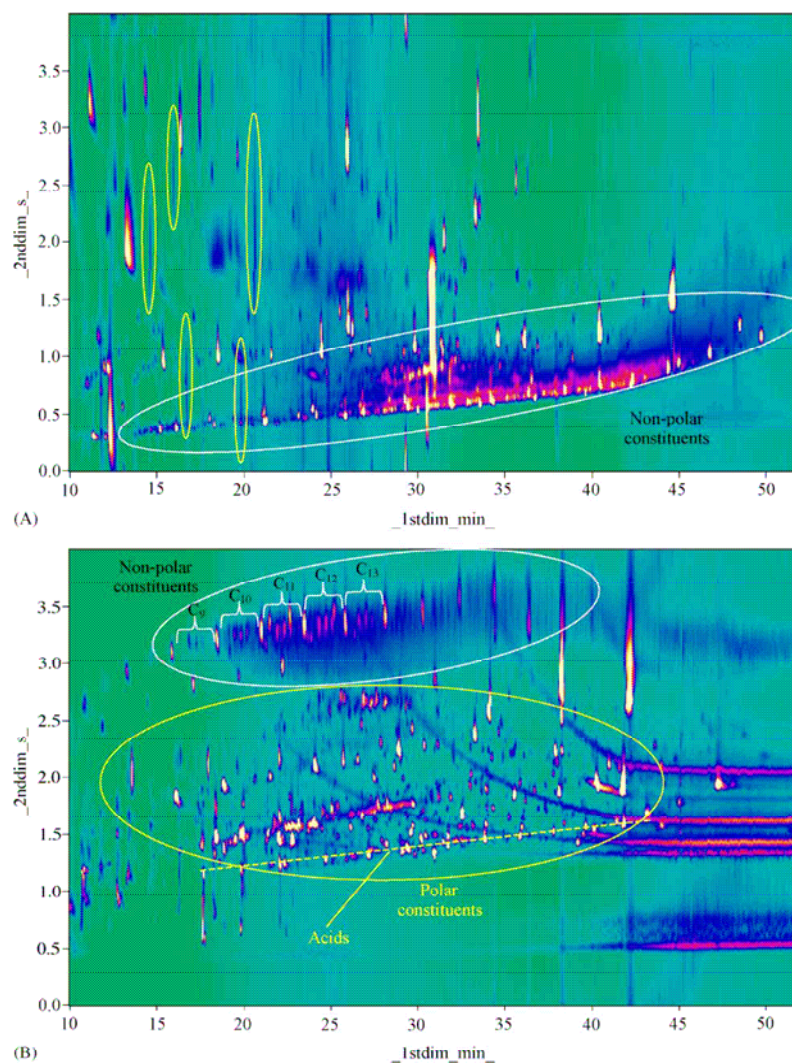 3.5
3.0
2.5
2.0
1.5
1.0
0.5
0.0
_2nddim_s_
Non-polar
constituents
10 15 20 25 30 35 40 45 50
(A)
_1stdim_min_
Non-polar
constituents
C9 C10 C11 C12 C13
3.5
3.0
2.5
2.0
1.5
1.0
0.5
0.0
_2nddim_s_
Polar
constituents
Acids
10 15 20 25 30 35 40 45 50
(B)
_1stdim_min_